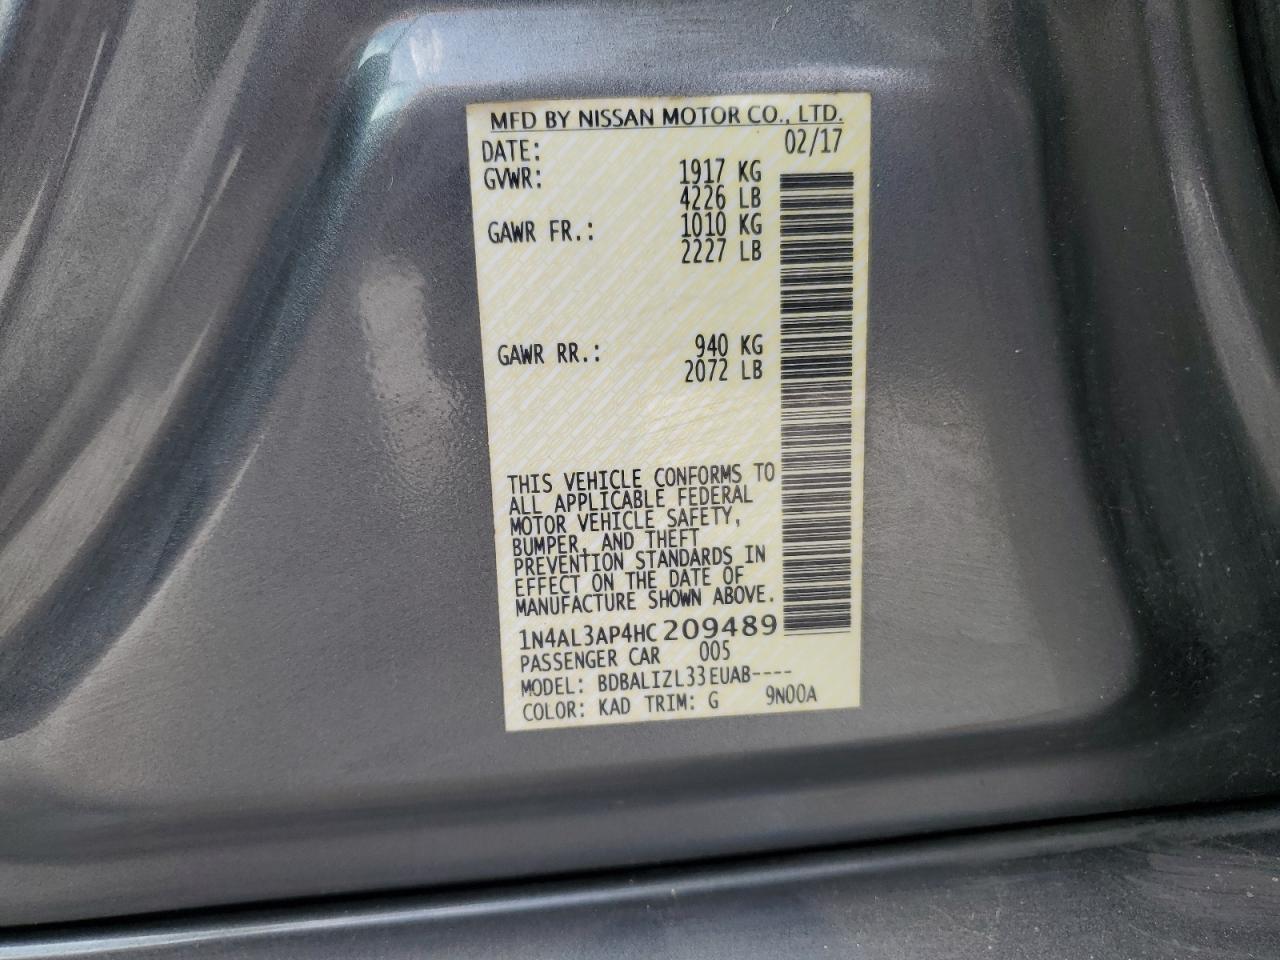 MFD BY NISSAN MOTOR CO., LTD.
DATE: 02/17
GVWR: 1917 KG
4226 LB
GAWR FR.: 1010 KG
2227 LB
GAWR RR.: 940 KG
2072 LB
THIS VEHICLE CONFORMS TO
ALL APPLICABLE FEDERAL
MOTOR VEHICLE SAFETY,
BUMPER, AND THEFT
PREVENTION STANDARDS IN
EFFECT ON THE DATE OF
MANUFACTURE SHOWN ABOVE.
1N4AL3AP4HC209489
PASSENGER CAR 005
MODEL: BDBALIZL33EUAB----
COLOR: KAD TRIM: G 9N00A